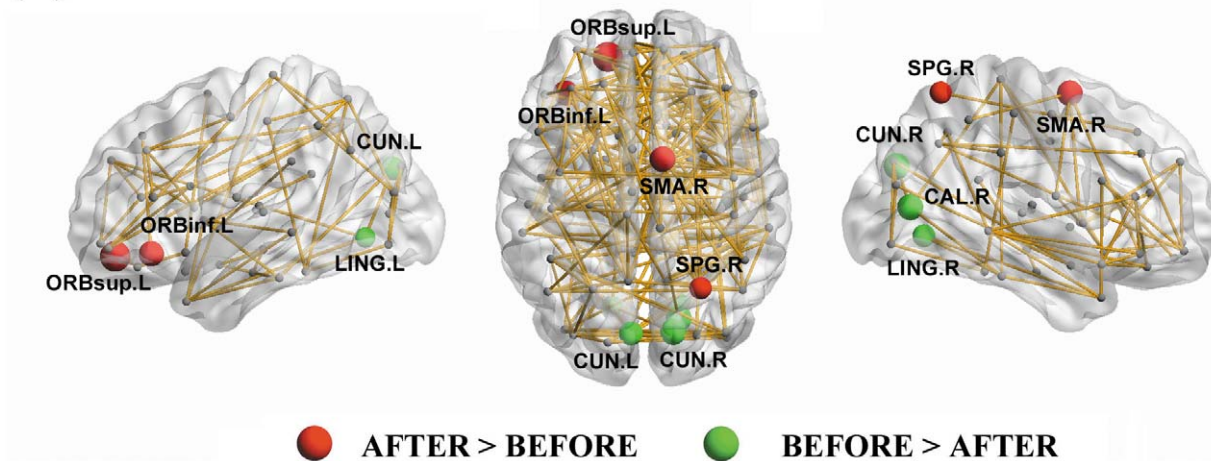 ORBsup.L
SPG.R
CUN.L
ORBinf.L
CUN.R
SMA.R
ORBinf.L
SMA.R
CAL.R
LING.L
SPG.R
LING.R
ORBsup.L
CUN.L
CUN.R
AFTER > BEFORE
BEFORE > AFTER